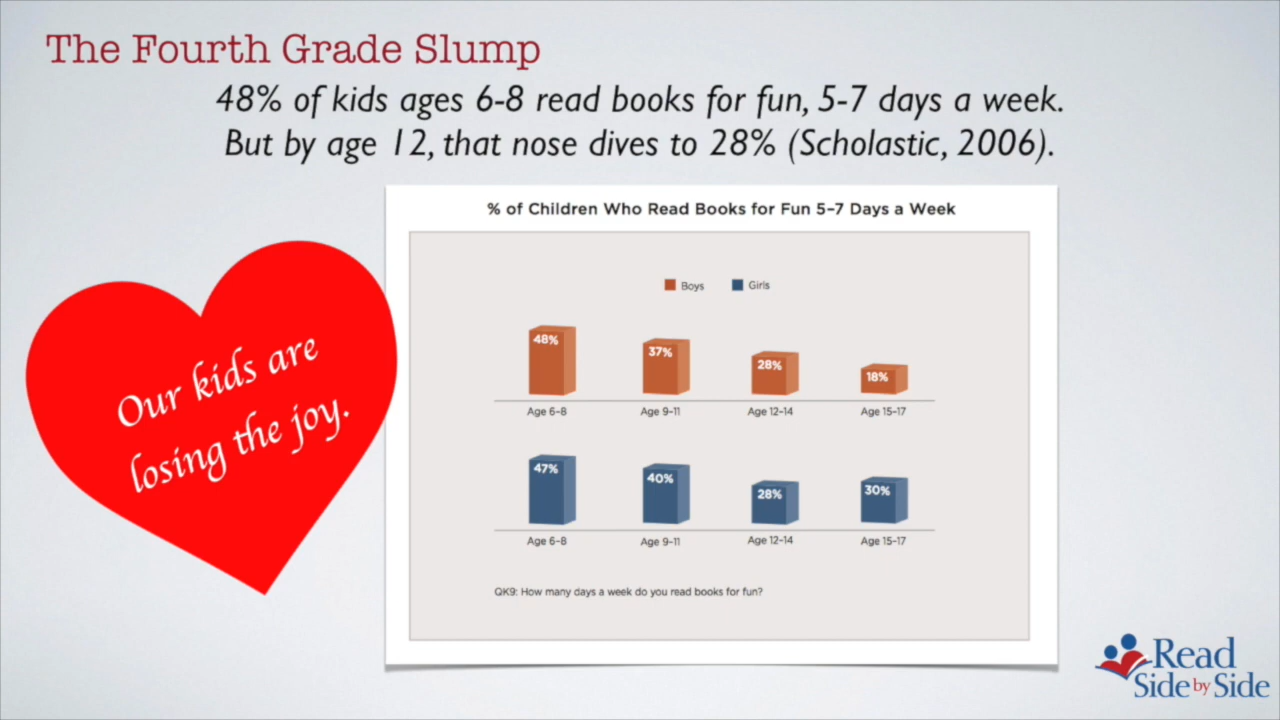 The Fourth Grade Slump
48% of kids ages 6-8 read books for fun, 5-7 days a week.
But by age 12, that nose dives to 28% (Scholastic, 2006).
% of Children Who Read Books for Fun 5–7 Days a Week
Boys Girls
48% 37% 28% 18%
Age 6–8 Age 9–11 Age 12–14 Age 15–17
47% 40% 28% 30%
Age 6–8 Age 9–11 Age 12–14 Age 15–17
QK9: How many days a week do you read books for fun?
Our kids are
losing the joy.
Read
Side by Side